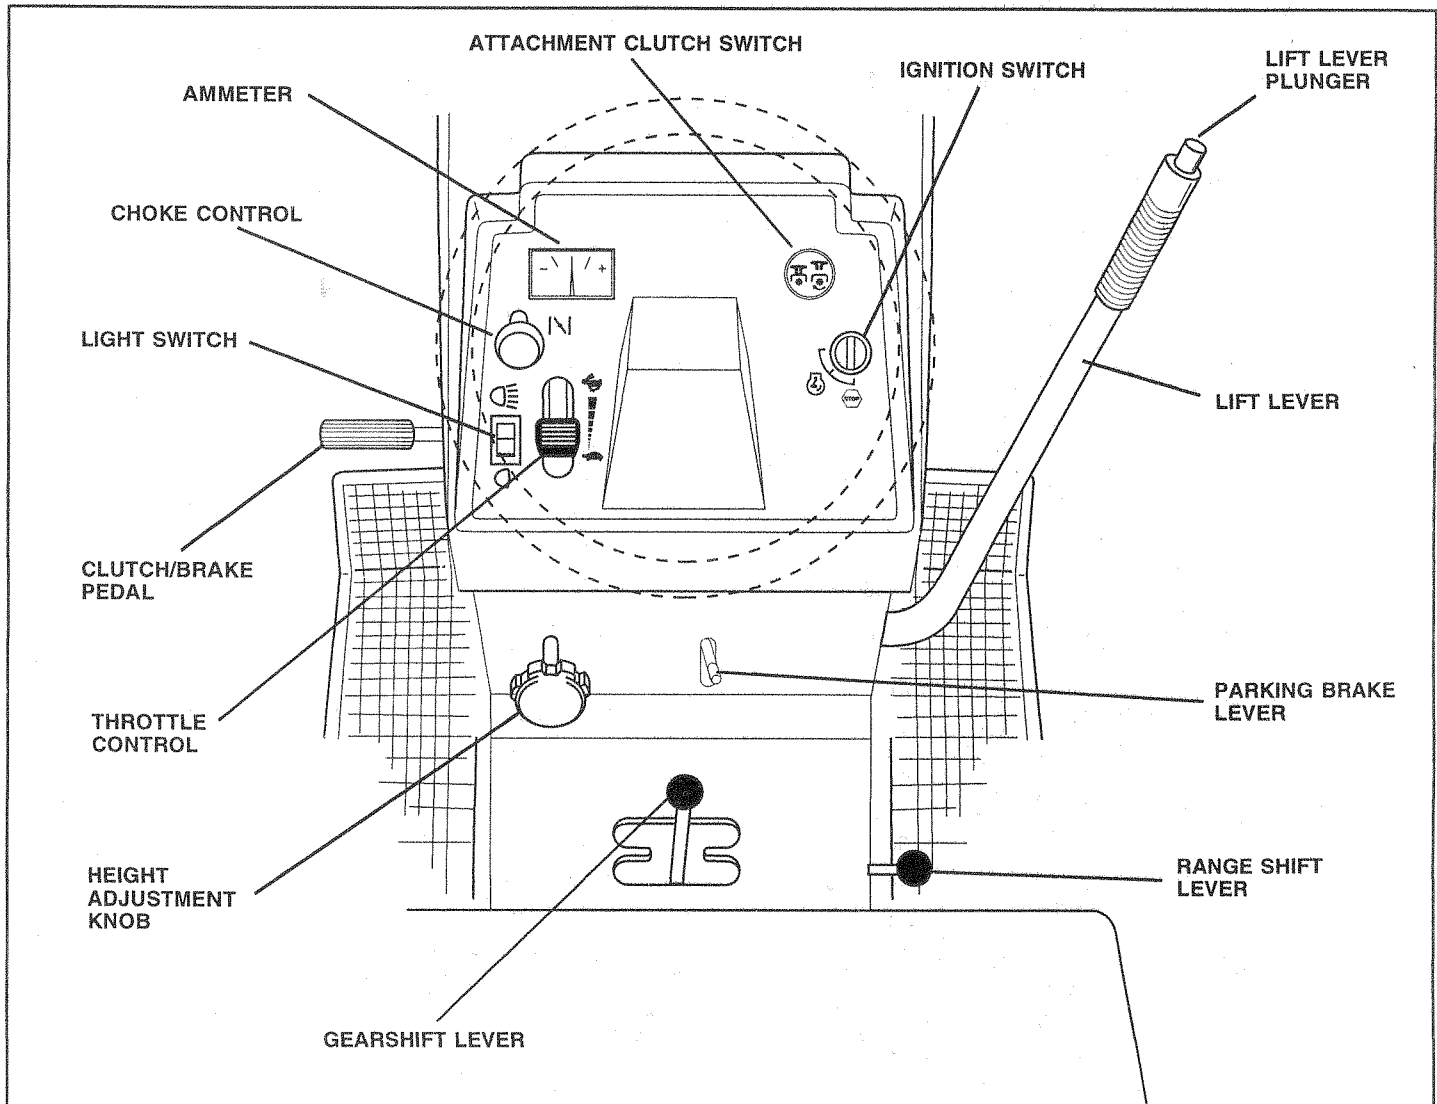 ATTACHMENT CLUTCH SWITCH
IGNITION SWITCH
LIFT LEVER
PLUNGER
AMMETER
CHOKE CONTROL
- +
LIGHT SWITCH
STOP
LIFT LEVER
CLUTCH/BRAKE
PEDAL
PARKING BRAKE
LEVER
THROTTLE
CONTROL
HEIGHT
ADJUSTMENT
KNOB
RANGE SHIFT
LEVER
GEARSHIFT LEVER